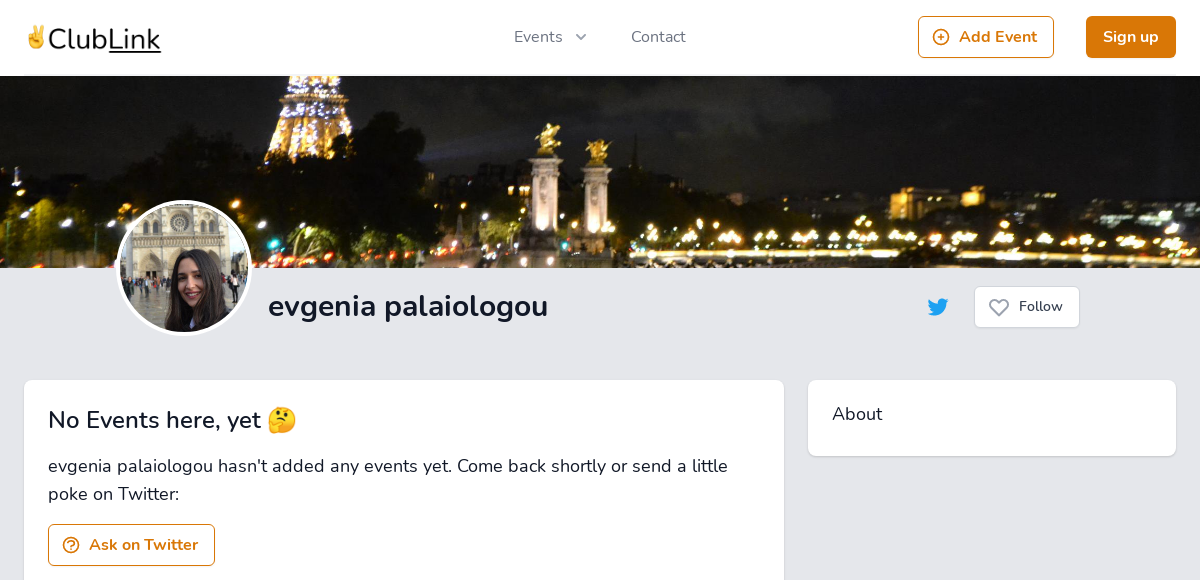 ✌️ClubLink
Events
Contact
Add Event
Sign up
evgenia palaiologou
Follow
No Events here, yet 🤔
evgenia palaiologou hasn't added any events yet. Come back shortly or send a little
poke on Twitter:
Ask on Twitter
About